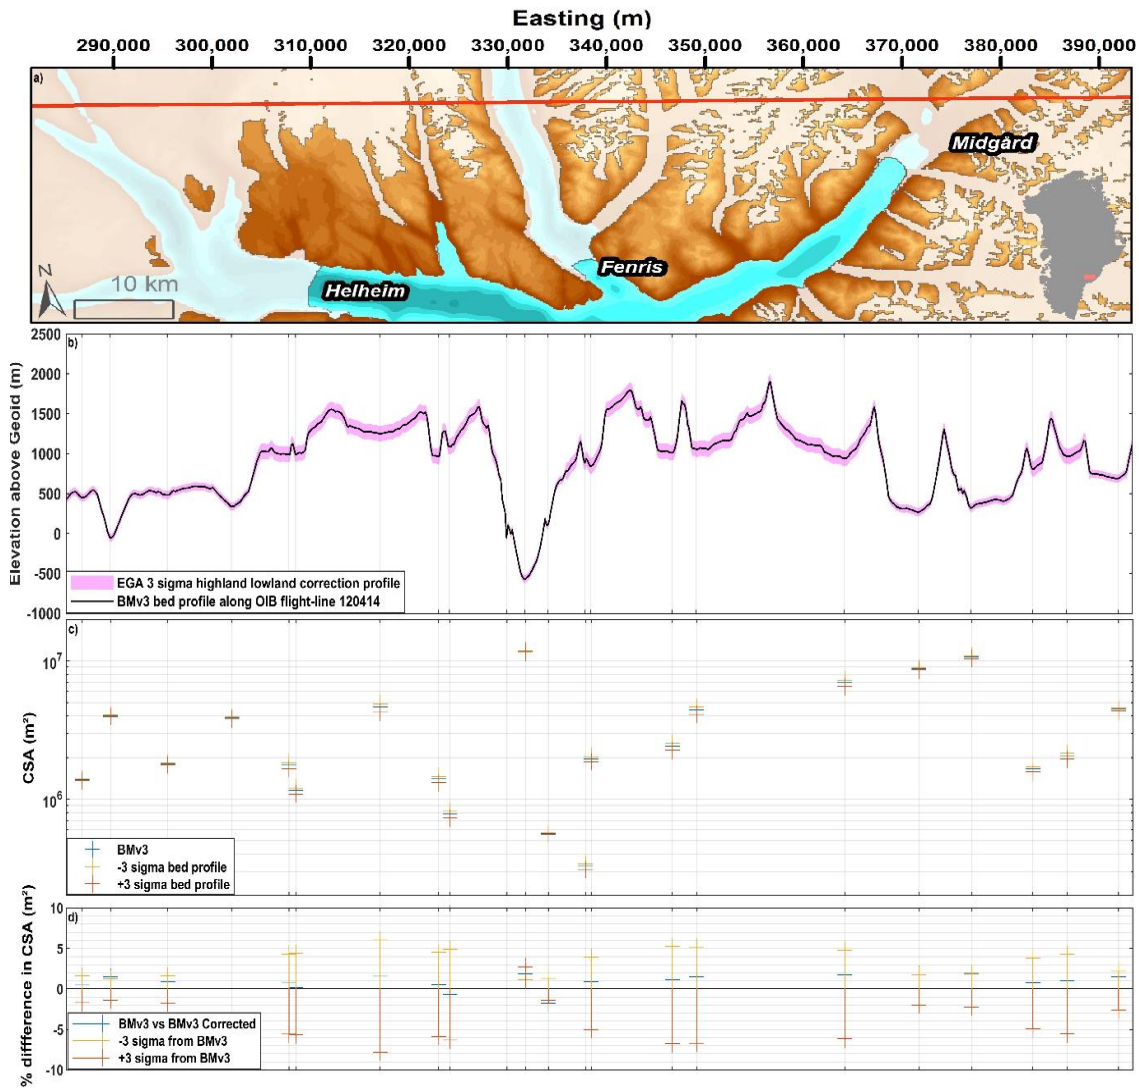 Easting (m)
290,000 300,000 310,000 320,000 330,000 340,000 350,000 360,000 370,000 380,000 390,000
a)
Midgård
Fenris
Helheim
N
10 km
Elevation above Geoid (m)
b)
2500
2000
1500
1000
500
0
-500
-1000
EGA 3 sigma highland lowland correction profile
BMv3 bed profile along OIB flight-line 120414
CSA (m²)
c)
10⁷
10⁶
BMv3
-3 sigma bed profile
+3 sigma bed profile
% diffference in CSA (m²)
d)
10
5
0
-5
-10
BMv3 vs BMv3 Corrected
-3 sigma from BMv3
+3 sigma from BMv3